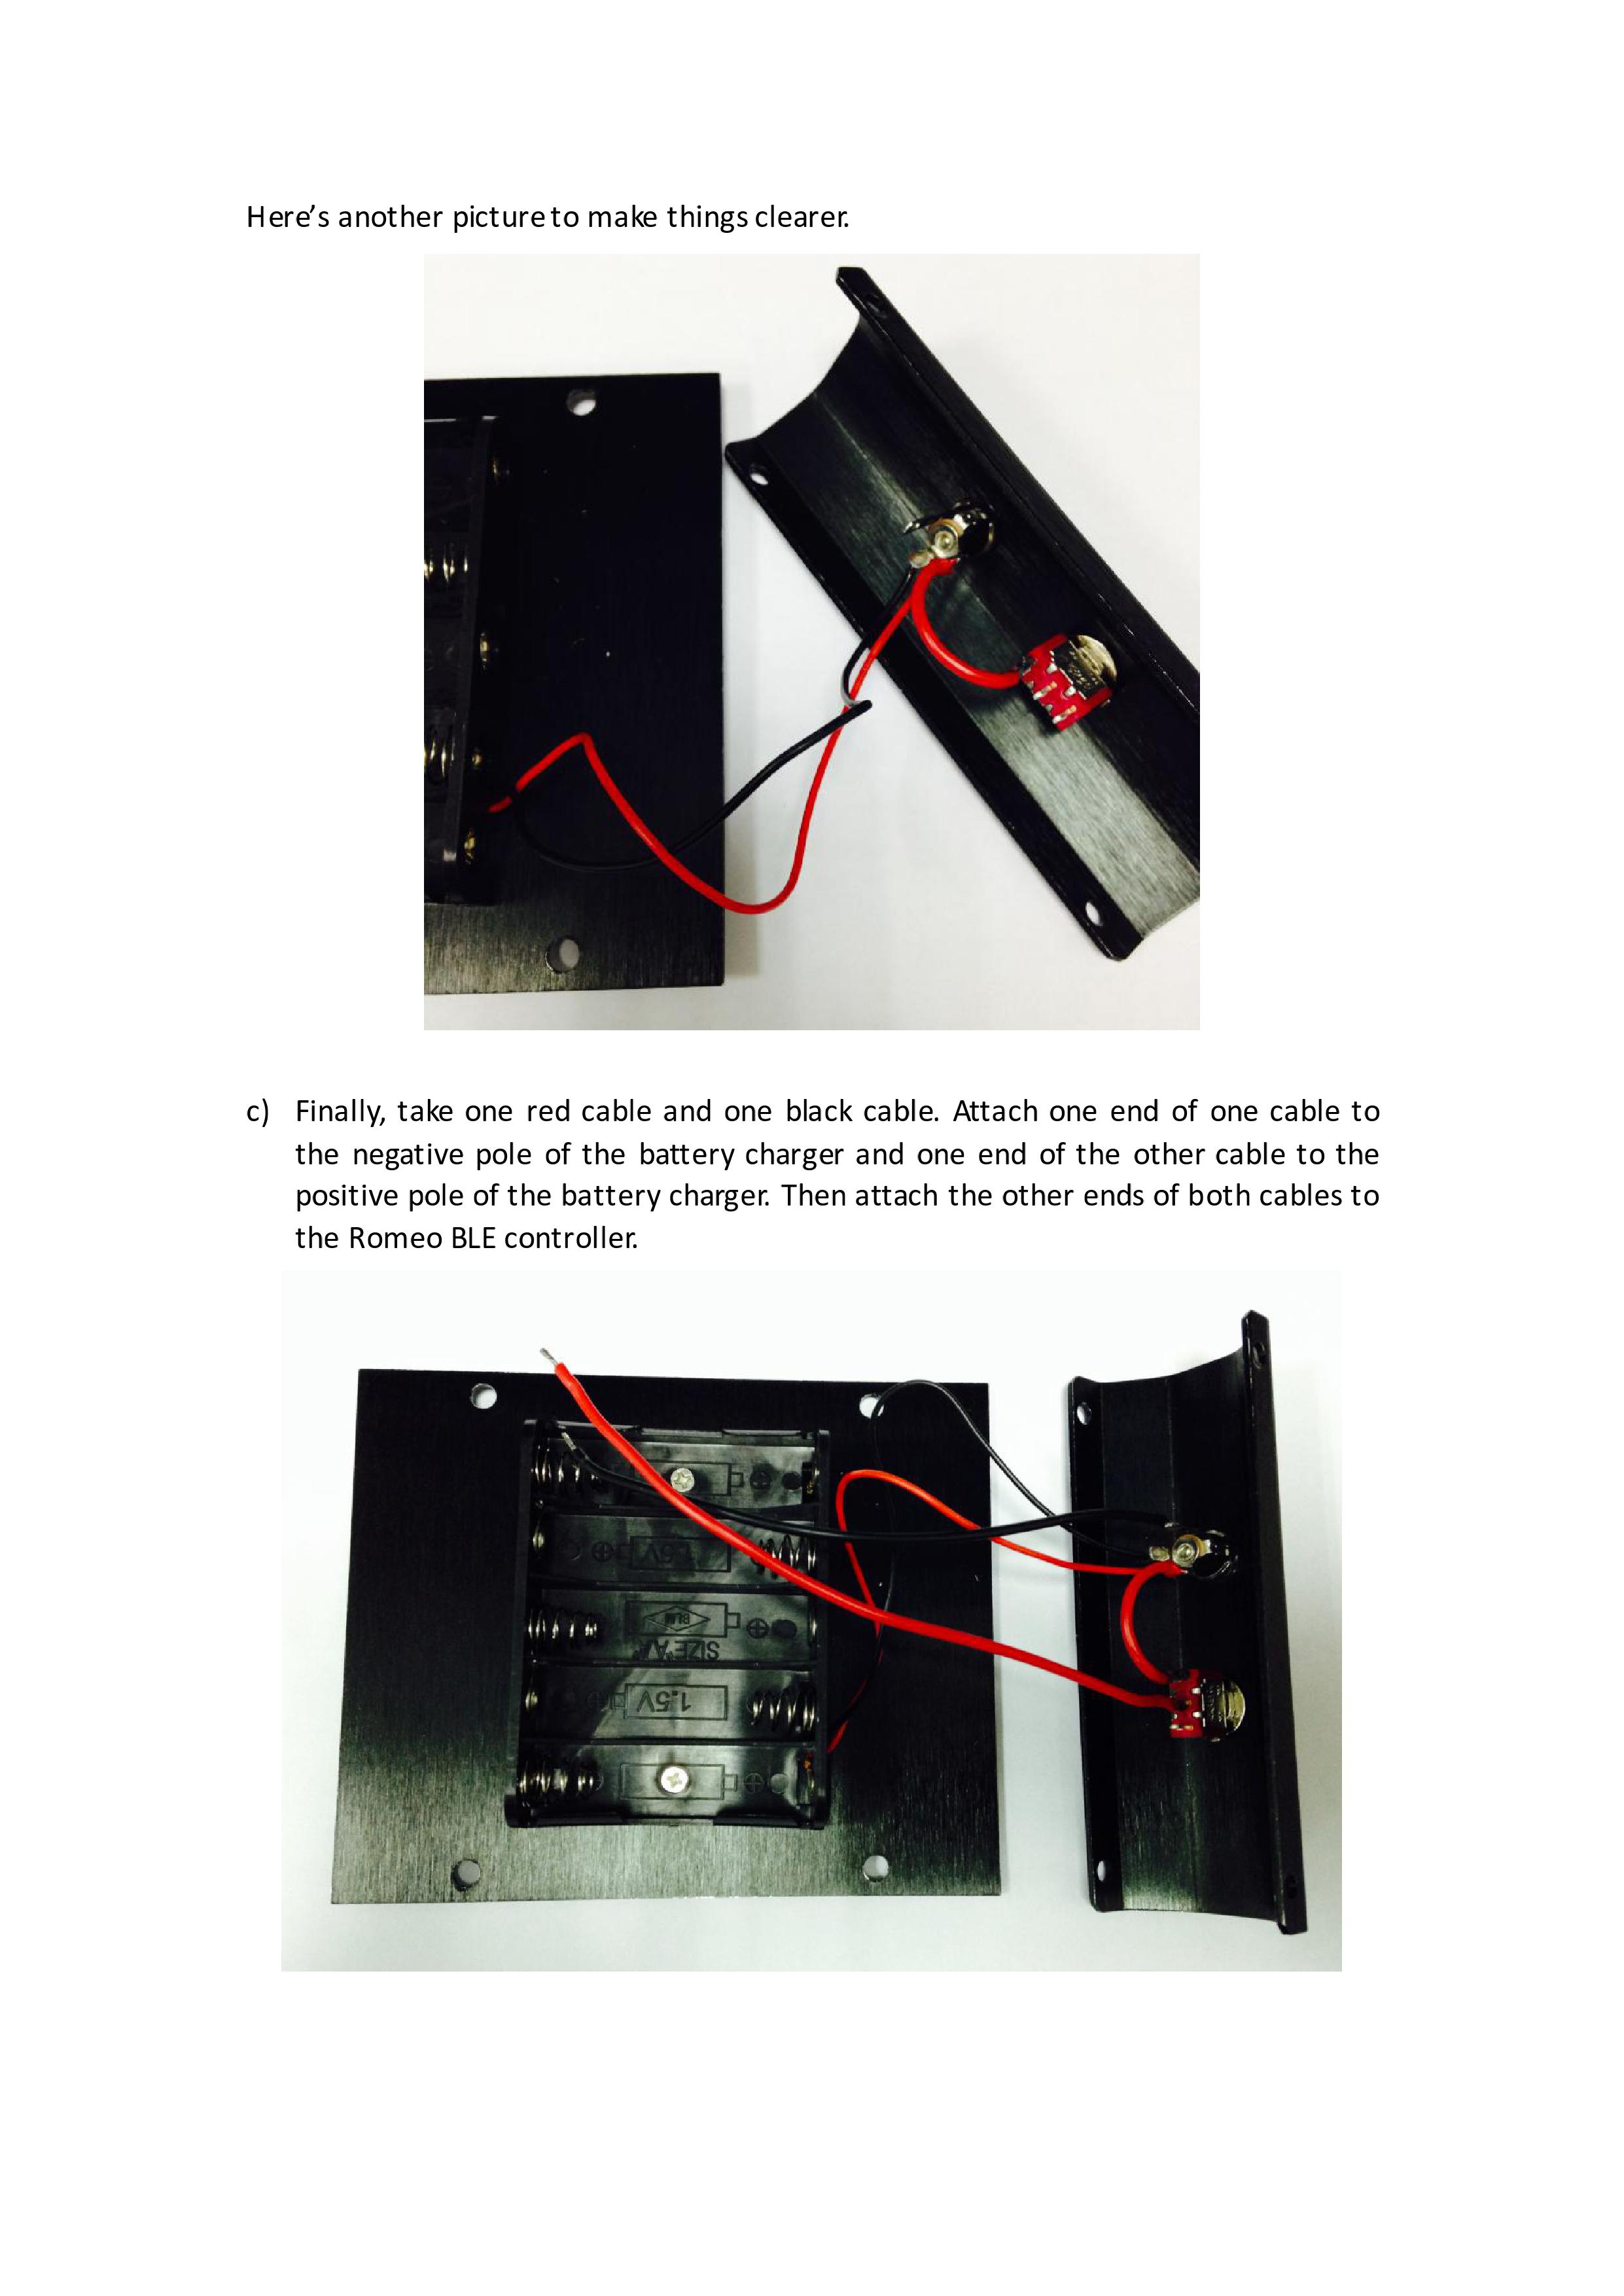 Here’s another picture to make things clearer.
c) Finally, take one red cable and one black cable. Attach one end of one cable to
the negative pole of the battery charger and one end of the other cable to the
positive pole of the battery charger. Then attach the other ends of both cables to
the Romeo BLE controller.
1.5V
SIZE"AA"
1.5V